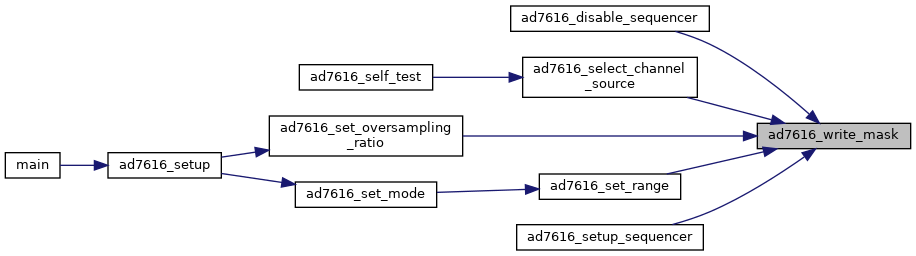 ad7616_disable_sequencer
ad7616_select_channel
_source
ad7616_self_test
ad7616_set_oversampling
_ratio
ad7616_write_mask
main
ad7616_setup
ad7616_set_mode
ad7616_set_range
ad7616_setup_sequencer